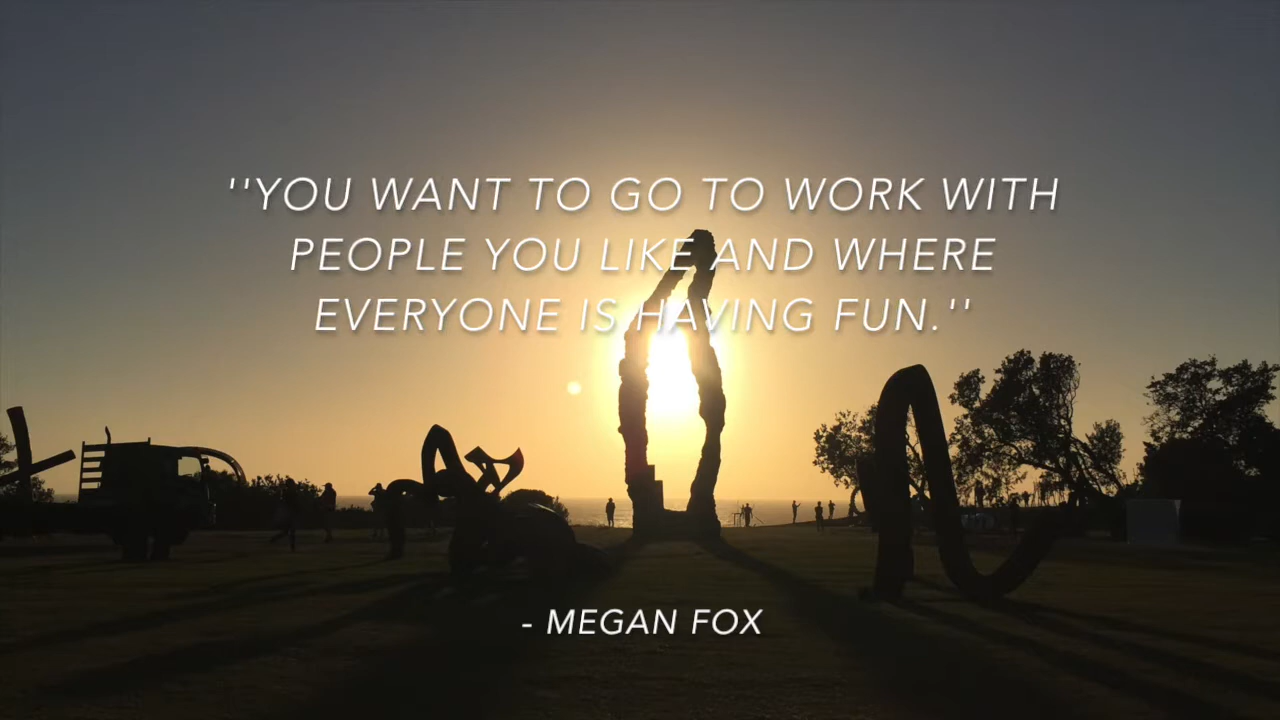 ''YOU WANT TO GO TO WORK WITH
PEOPLE YOU LIKE AND WHERE
EVERYONE IS HAVING FUN.''
- MEGAN FOX